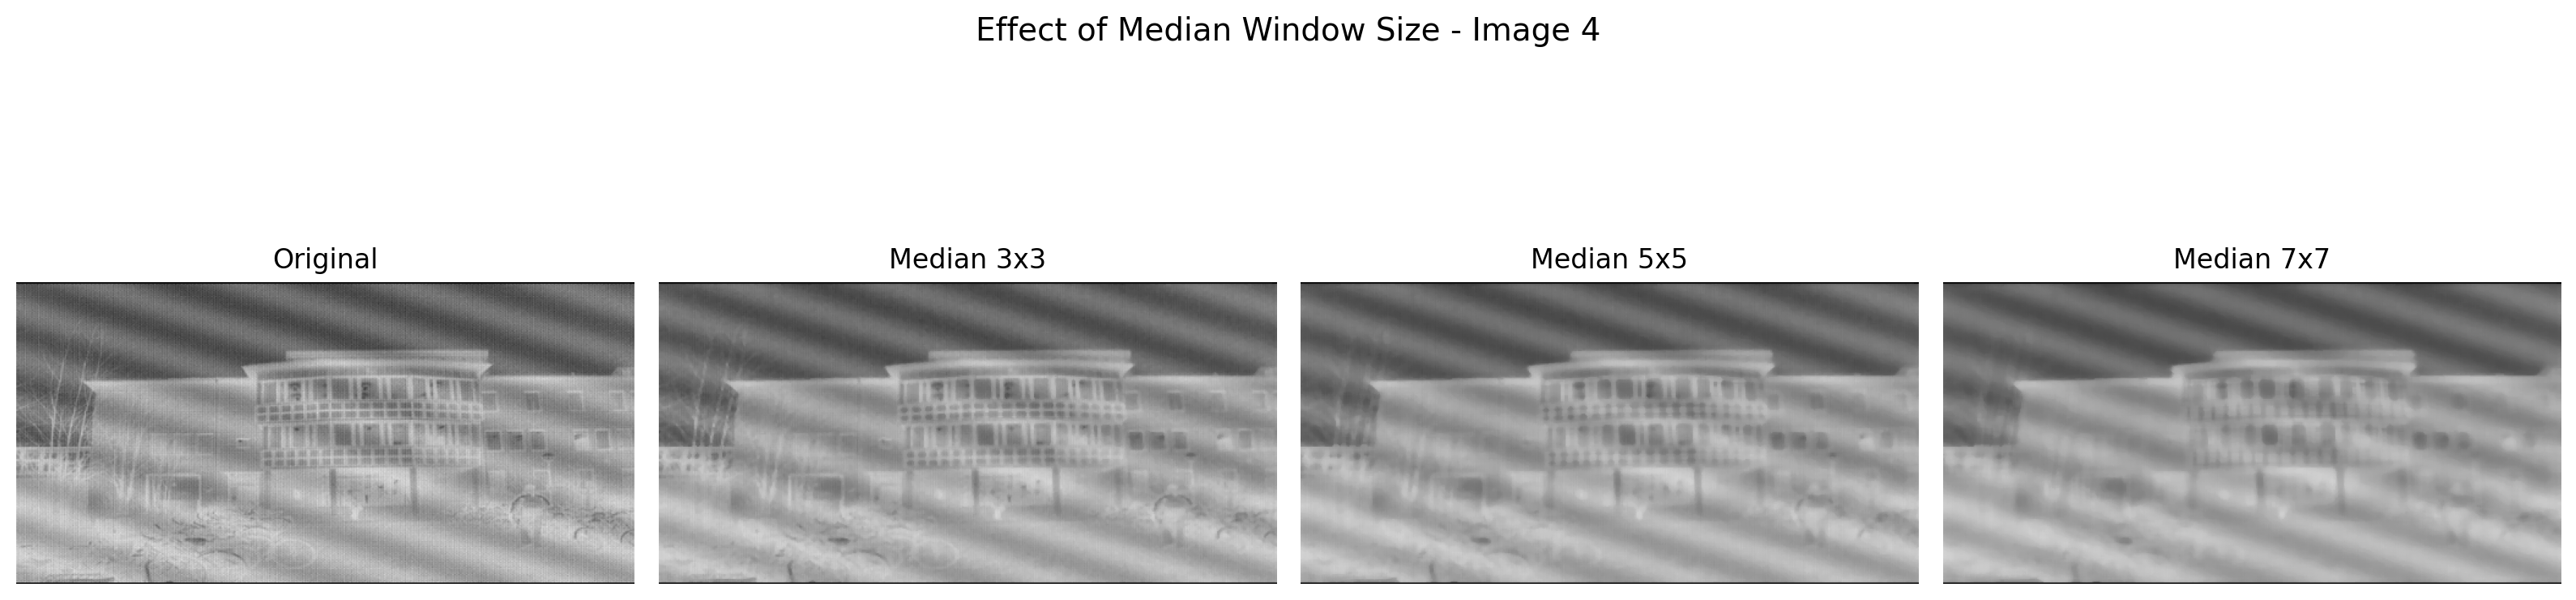 Effect of Median Window Size - Image 4
Original
Median 3x3
Median 5x5
Median 7x7